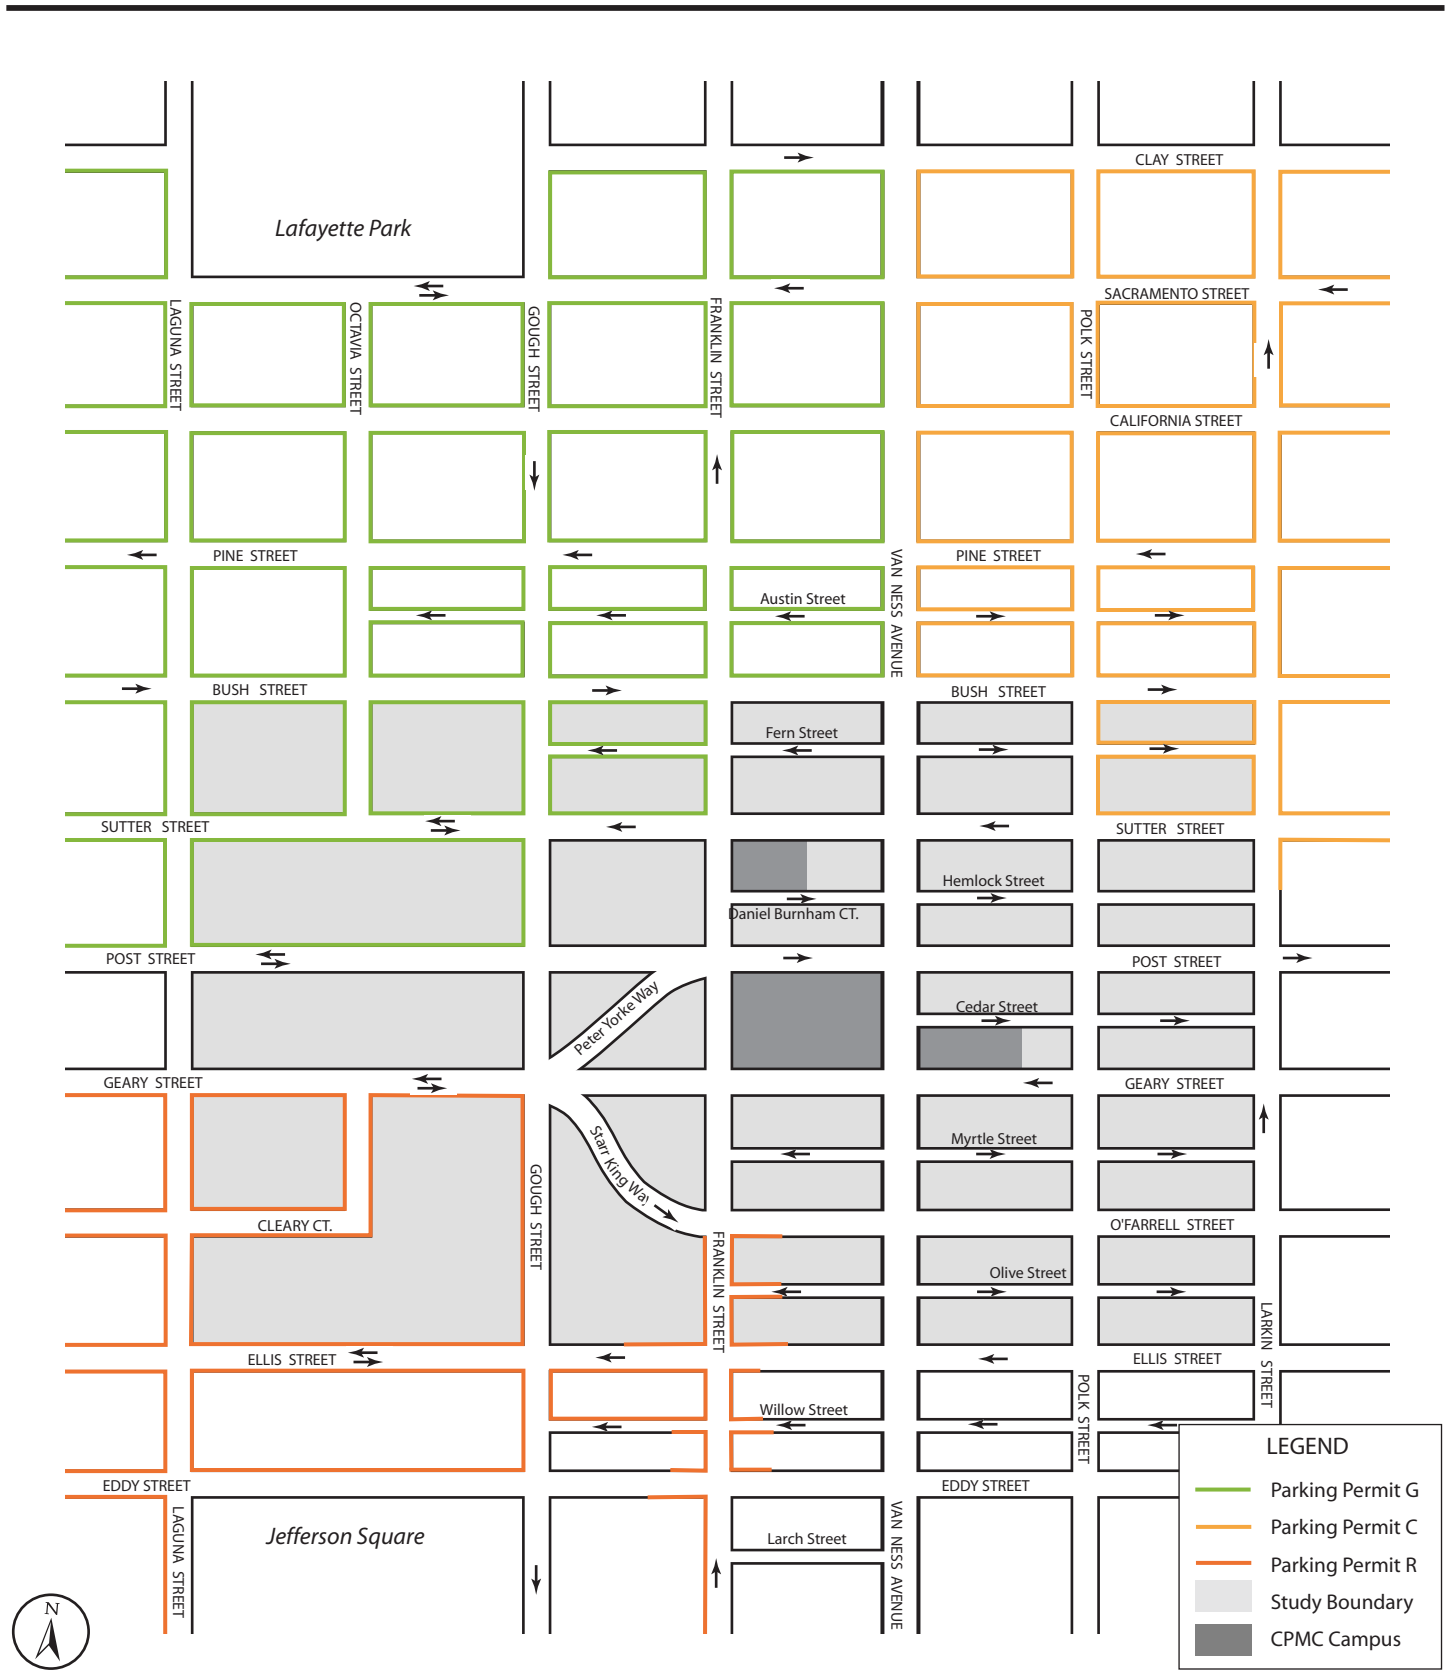 CLAY STREET
Lafayette Park
SACRAMENTO STREET
LAGUNA STREET
OCTAVIA STREET
GOUGH STREET
FRANKLIN STREET
POLK STREET
CALIFORNIA STREET
PINE STREET
PINE STREET
VAN NESS AVENUE
Austin Street
BUSH STREET
BUSH STREET
Fern Street
SUTTER STREET
SUTTER STREET
Hemlock Street
Daniel Burnham CT.
POST STREET
POST STREET
Peter Yorke Way
Cedar Street
GEARY STREET
GEARY STREET
Starr King Way
Myrtle Street
GOUGH STREET
CLEARY CT.
O'FARRELL STREET
FRANKLIN STREET
Olive Street
LARKIN STREET
ELLIS STREET
ELLIS STREET
POLK STREET
Willow Street
EDDY STREET
EDDY STREET
LAGUNA STREET
Jefferson Square
Larch Street
VAN NESS AVENUE
N
LEGEND
Parking Permit G
Parking Permit C
Parking Permit R
Study Boundary
CPMC Campus